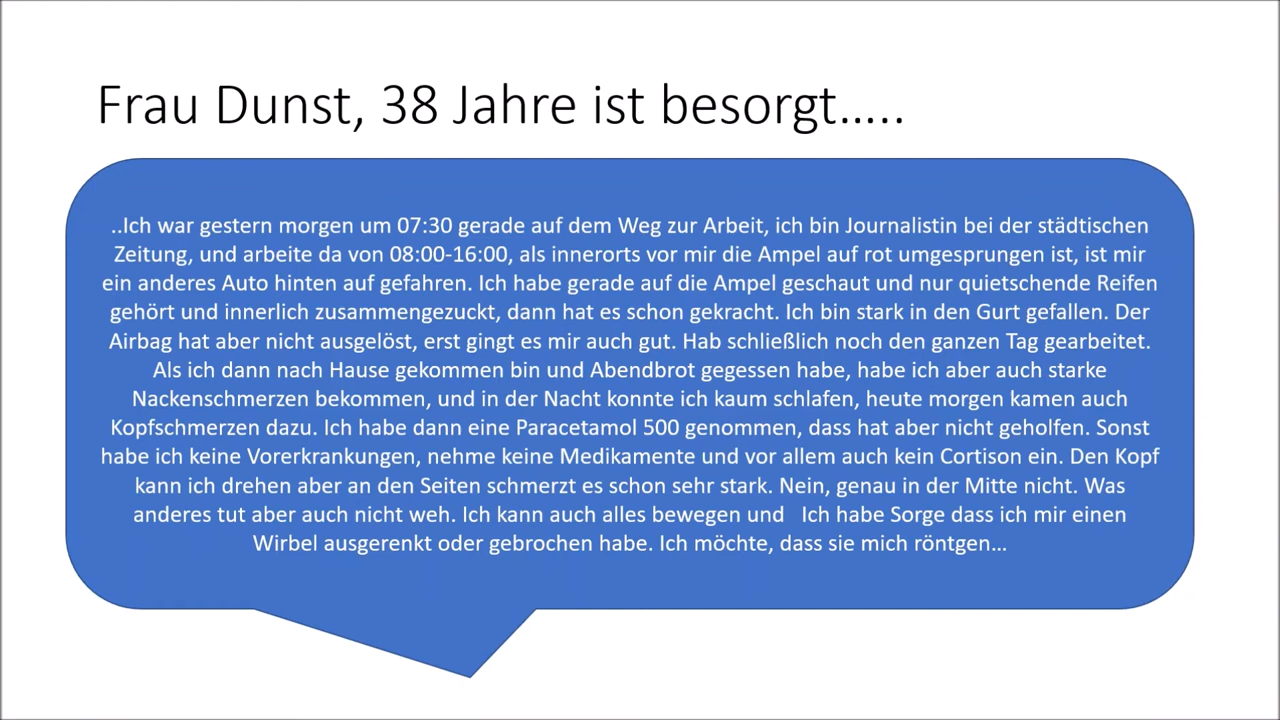 Frau Dunst, 38 Jahre ist besorgt…..
..Ich war gestern morgen um 07:30 gerade auf dem Weg zur Arbeit, ich bin Journalistin bei der städtischen
Zeitung, und arbeite da von 08:00-16:00, als innerorts vor mir die Ampel auf rot umgesprungen ist, ist mir
ein anderes Auto hinten auf gefahren. Ich habe gerade auf die Ampel geschaut und nur quietschende Reifen
gehört und innerlich zusammengezuckt, dann hat es schon gekracht. Ich bin stark in den Gurt gefallen. Der
Airbag hat aber nicht ausgelöst, erst gingt es mir auch gut. Hab schließlich noch den ganzen Tag gearbeitet.
Als ich dann nach Hause gekommen bin und Abendbrot gegessen habe, habe ich aber auch starke
Nackenschmerzen bekommen, und in der Nacht konnte ich kaum schlafen, heute morgen kamen auch
Kopfschmerzen dazu. Ich habe dann eine Paracetamol 500 genommen, dass hat aber nicht geholfen. Sonst
habe ich keine Vorerkrankungen, nehme keine Medikamente und vor allem auch kein Cortison ein. Den Kopf
kann ich drehen aber an den Seiten schmerzt es schon sehr stark. Nein, genau in der Mitte nicht. Was
anderes tut aber auch nicht weh. Ich kann auch alles bewegen und   Ich habe Sorge dass ich mir einen
Wirbel ausgerenkt oder gebrochen habe. Ich möchte, dass sie mich röntgen…